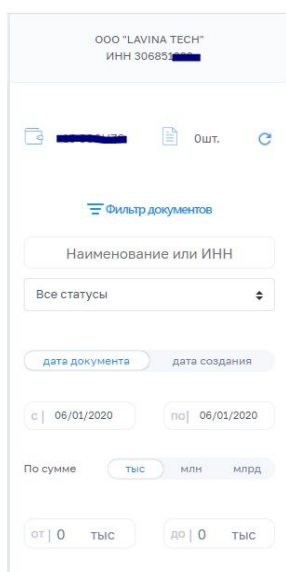 ООО "LAVINA TECH"
ИНН 306851
0шт.
Фильтр документов
Наименование или ИНН
Все статусы
дата документа дата создания
с | 06/01/2020 по| 06/01/2020
По сумме тыс млн млрд
от | 0 тыс до | 0 тыс